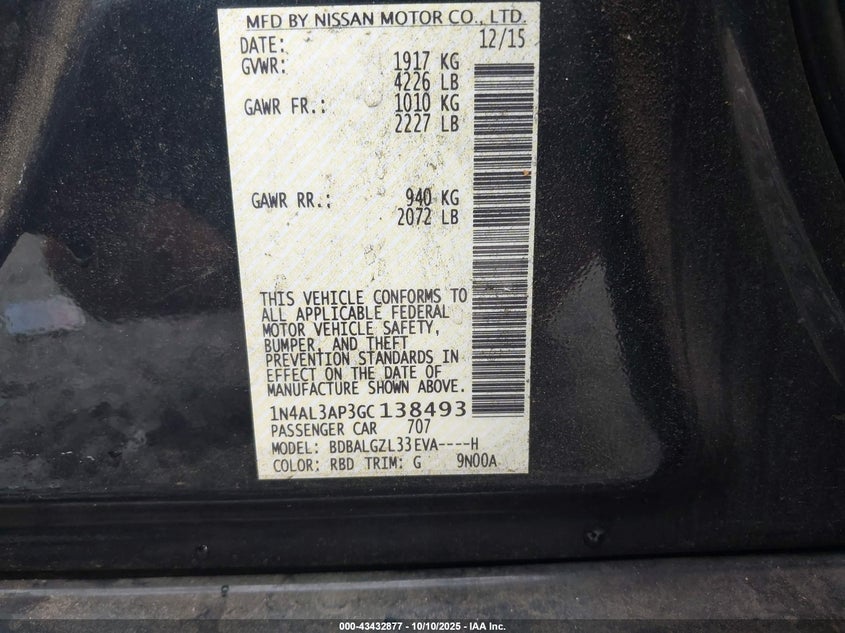 MFD BY NISSAN MOTOR CO., LTD.
DATE: 12/15
GVWR: 1917 KG
4226 LB
GAWR FR.: 1010 KG
2227 LB
GAWR RR.: 940 KG
2072 LB
THIS VEHICLE CONFORMS TO
ALL APPLICABLE FEDERAL
MOTOR VEHICLE SAFETY,
BUMPER, AND THEFT
PREVENTION STANDARDS IN
EFFECT ON THE DATE OF
MANUFACTURE SHOWN ABOVE.
1N4AL3AP3GC138493
PASSENGER CAR 707
MODEL: BDBALGZL33EVA----H
COLOR: RBD TRIM: G 9N00A
000-43432877 - 10/10/2025 - IAA Inc.